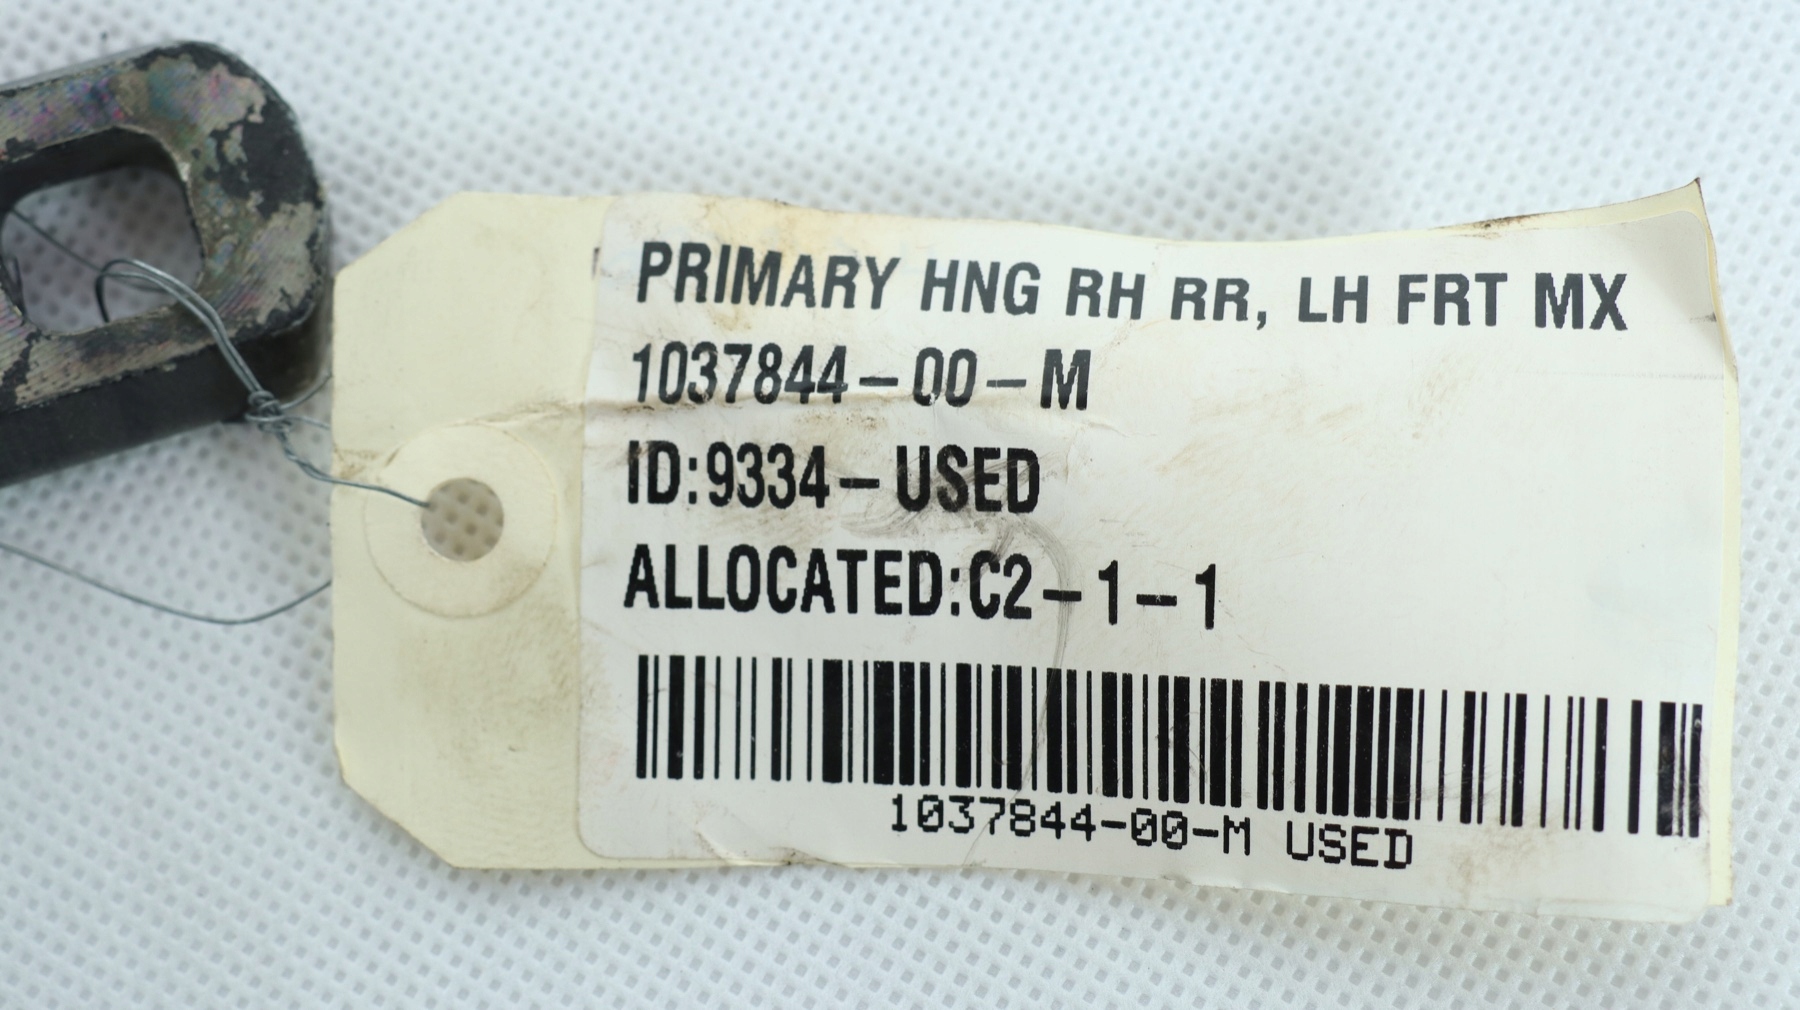 PRIMARY HNG RH RR, LH FRT MX
1037844-00-M
ID:9334-USED
ALLOCATED:C2-1-1
1037844-00-M USED